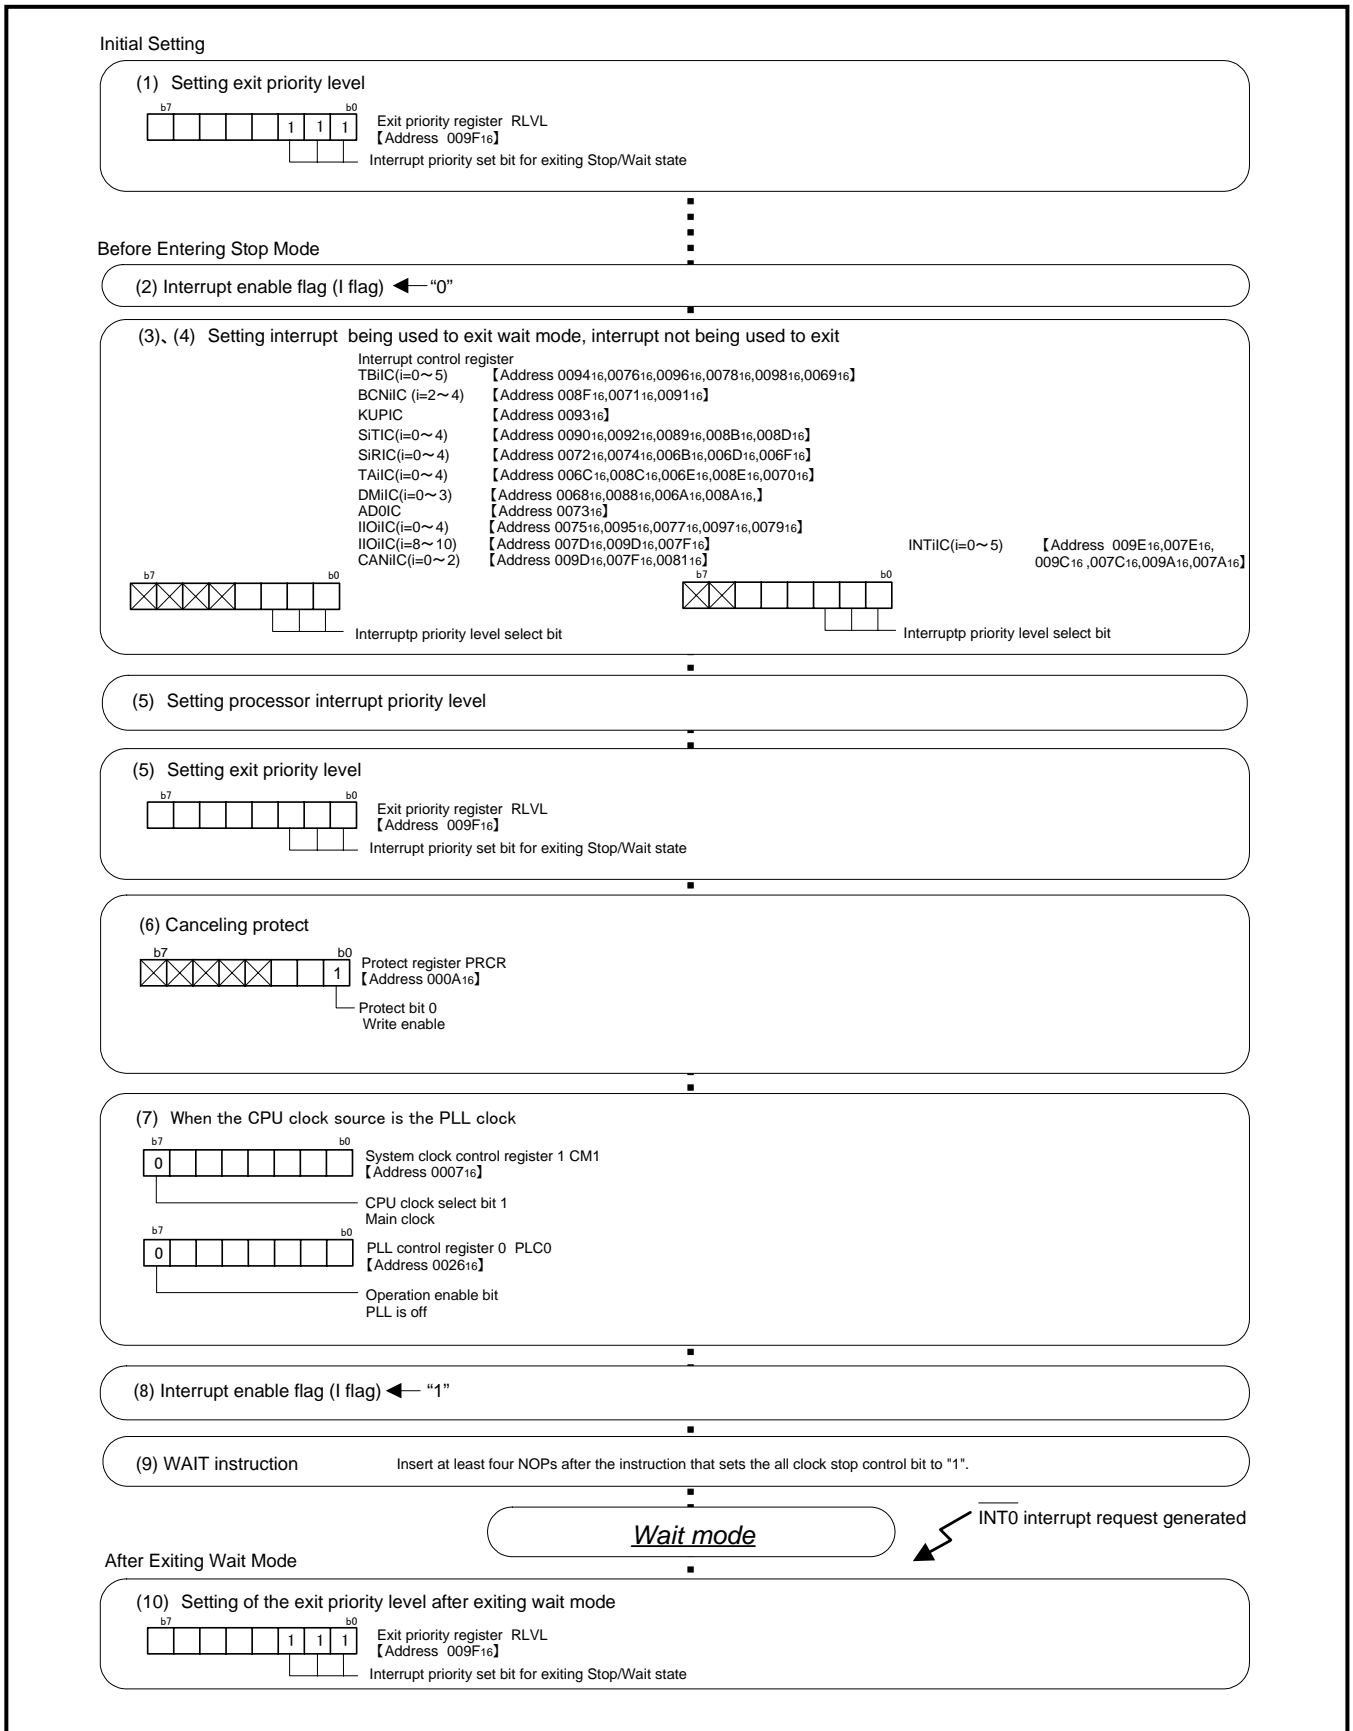 Initial Setting
(1) Setting exit priority level
b7 b0
1 1 1
Exit priority register RLVL
【Address 009F16】
Interrupt priority set bit for exiting Stop/Wait state
Before Entering Stop Mode
(2) Interrupt enable flag (I flag) ◀— “0”
(3)、(4) Setting interrupt being used to exit wait mode, interrupt not being used to exit
Interrupt control register
TBiIC(i=0～5) 【Address 009416,007616,009616,007816,009816,006916】
BCNiIC (i=2～4) 【Address 008F16,007116,009116】
KUPIC 【Address 009316】
SiTIC(i=0～4) 【Address 009016,009216,008916,008B16,008D16】
SiRIC(i=0～4) 【Address 007216,007416,006B16,006D16,006F16】
TAiIC(i=0～4) 【Address 006C16,008C16,006E16,008E16,007016】
DMiIC(i=0～3) 【Address 006816,008816,006A16,008A16,】
AD0IC 【Address 007316】
IIOiIC(i=0～4) 【Address 007516,009516,007716,009716,007916】
IIOiIC(i=8～10) 【Address 007D16,009D16,007F16】
CANiIC(i=0～2) 【Address 009D16,007F16,008116】
INTiIC(i=0～5) 【Address 009E16,007E16,
009C16 ,007C16,009A16,007A16】
b7 b0
Interruptp priority level select bit
b7 b0
Interruptp priority level select bit
(5) Setting processor interrupt priority level
(5) Setting exit priority level
b7 b0
Exit priority register RLVL
【Address 009F16】
Interrupt priority set bit for exiting Stop/Wait state
(6) Canceling protect
b7 b0
1
Protect register PRCR
【Address 000A16】
Protect bit 0
Write enable
(7) When the CPU clock source is the PLL clock
b7 b0
0
System clock control register 1 CM1
【Address 000716】
CPU clock select bit 1
Main clock
b7 b0
0
PLL control register 0 PLC0
【Address 002616】
Operation enable bit
PLL is off
(8) Interrupt enable flag (I flag) ◀— “1”
(9) WAIT instruction Insert at least four NOPs after the instruction that sets the all clock stop control bit to "1".
Wait mode
INT0 interrupt request generated
After Exiting Wait Mode
(10) Setting of the exit priority level after exiting wait mode
b7 b0
1 1 1
Exit priority register RLVL
【Address 009F16】
Interrupt priority set bit for exiting Stop/Wait state